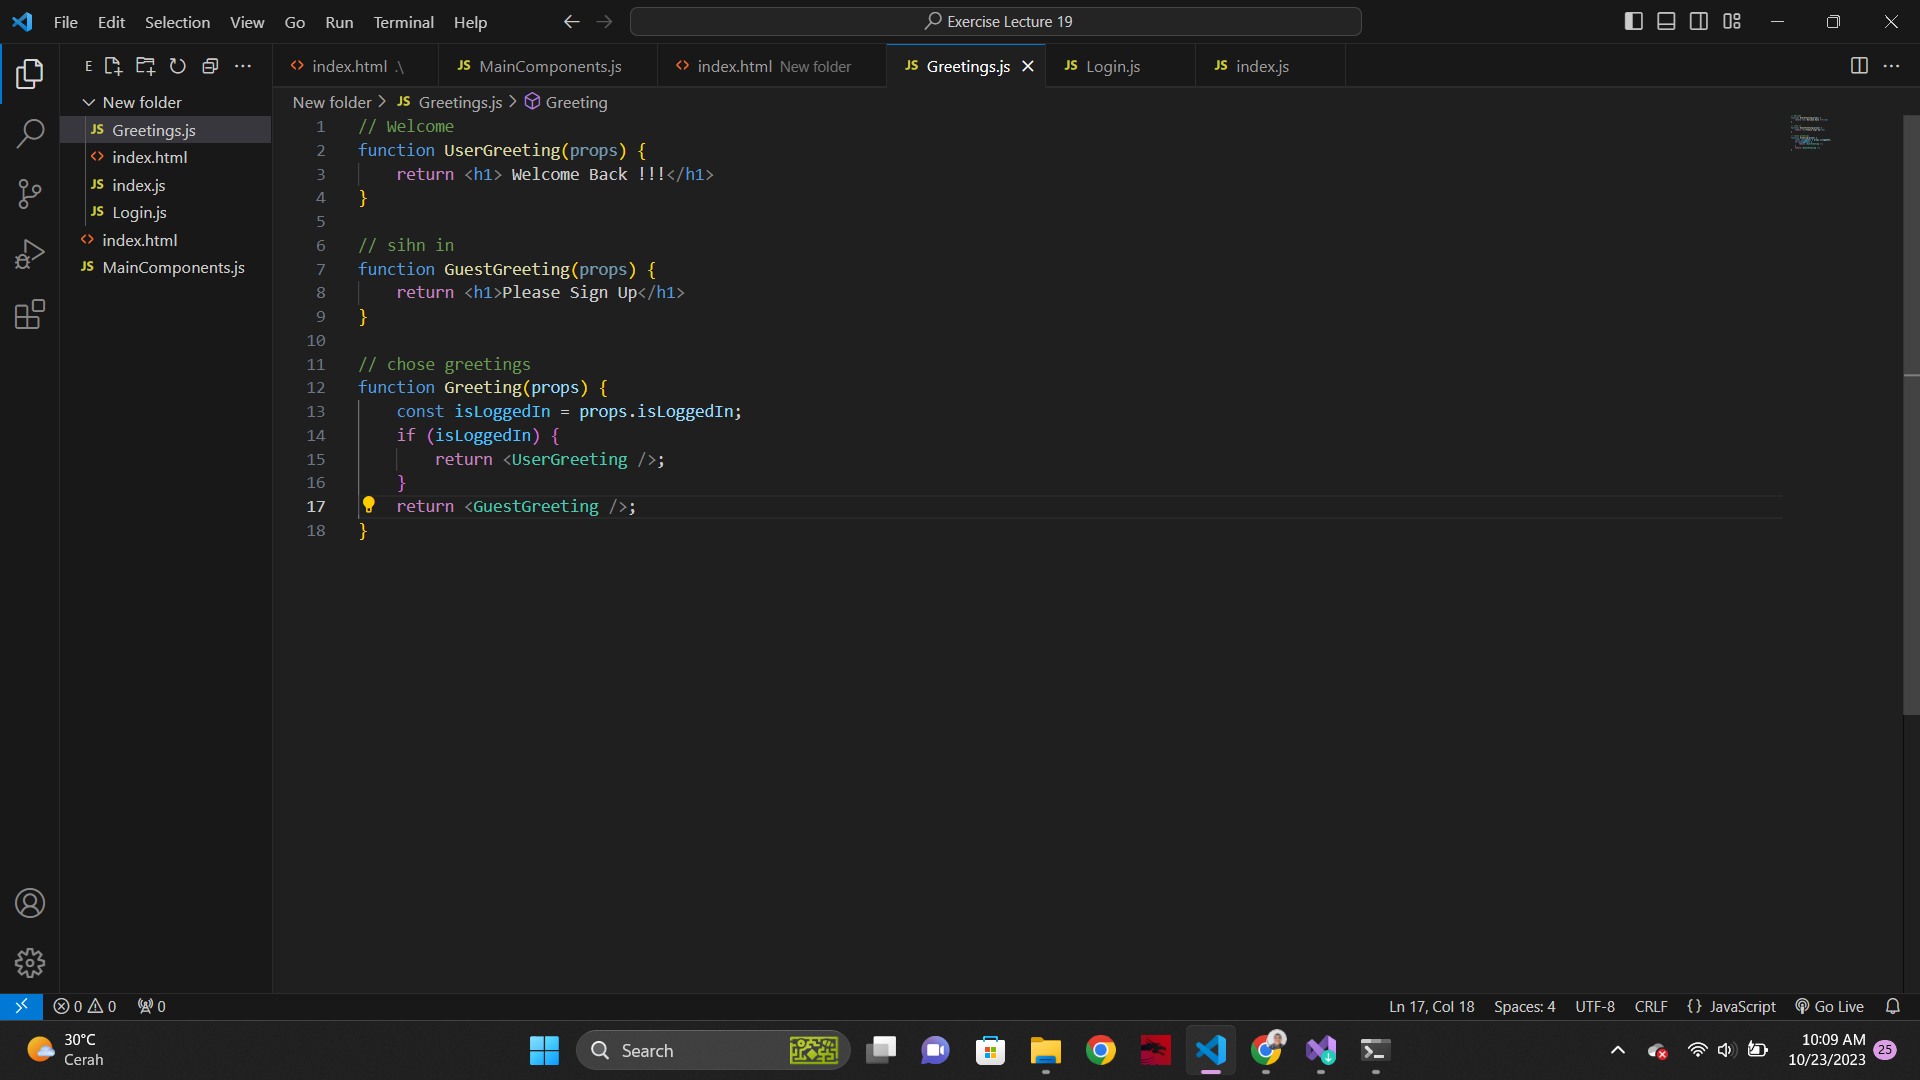 File Edit Selection View Go Run Terminal Help Exercise Lecture 19
E
index.html .\ MainComponents.js index.html New folder Greetings.js Login.js index.js
New folder
Greetings.js
index.html
index.js
Login.js
index.html
MainComponents.js
New folder > JS Greetings.js > Greeting
1 // Welcome
2 function UserGreeting(props) {
3 return <h1> Welcome Back !!!</h1>
4 }
5
6 // sihn in
7 function GuestGreeting(props) {
8 return <h1>Please Sign Up</h1>
9 }
10
11 // chose greetings
12 function Greeting(props) {
13 const isLoggedIn = props.isLoggedIn;
14 if (isLoggedIn) {
15 return <UserGreeting />;
16 }
17 return <GuestGreeting />;
18 }
0 0 0 Ln 17, Col 18 Spaces: 4 UTF-8 CRLF {} JavaScript Go Live
30°C
Cerah
Search
10:09 AM
10/23/2023
25